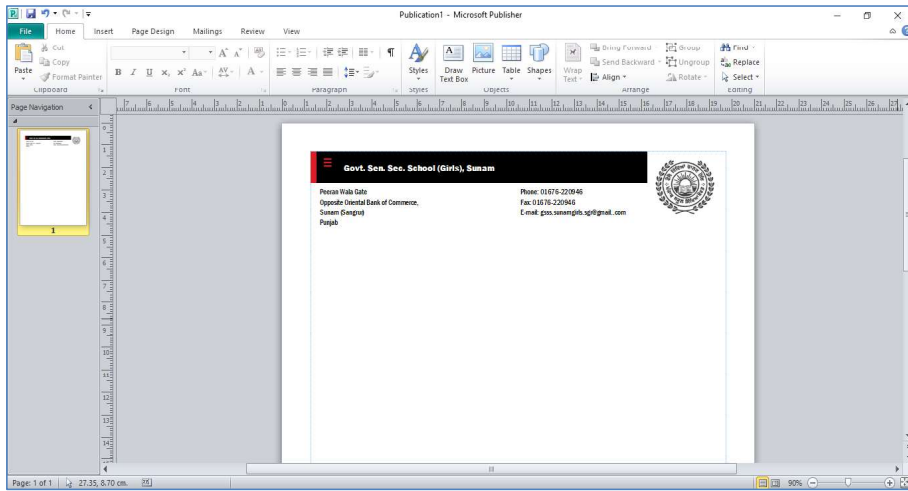 Publication1 - Microsoft Publisher
File Home Insert Page Design Mailings Review View
Paste
Cut
Copy
Format Painter
Clipboard
B I U x₂ x² Aa AV A
Font
Paragraph
Styles
Styles
Draw Text Box
Picture
Table
Shapes
Objects
Wrap Text
Bring Forward
Send Backward
Align
Group
Ungroup
Rotate
Arrange
Find
Replace
Select
Editing
Page Navigation
1
Govt. Sen. Sec. School (Girls), Sunam
Peeran Wala Gate
Opposite Oriental Bank of Commerce,
Sunam (Sangrur)
Punjab
Phone: 01676-220946
Fax: 01676-220946
E-mail: gsss.sunamgirls.sgr@gmail..com
Page: 1 of 1
27.35, 8.70 cm.
90%